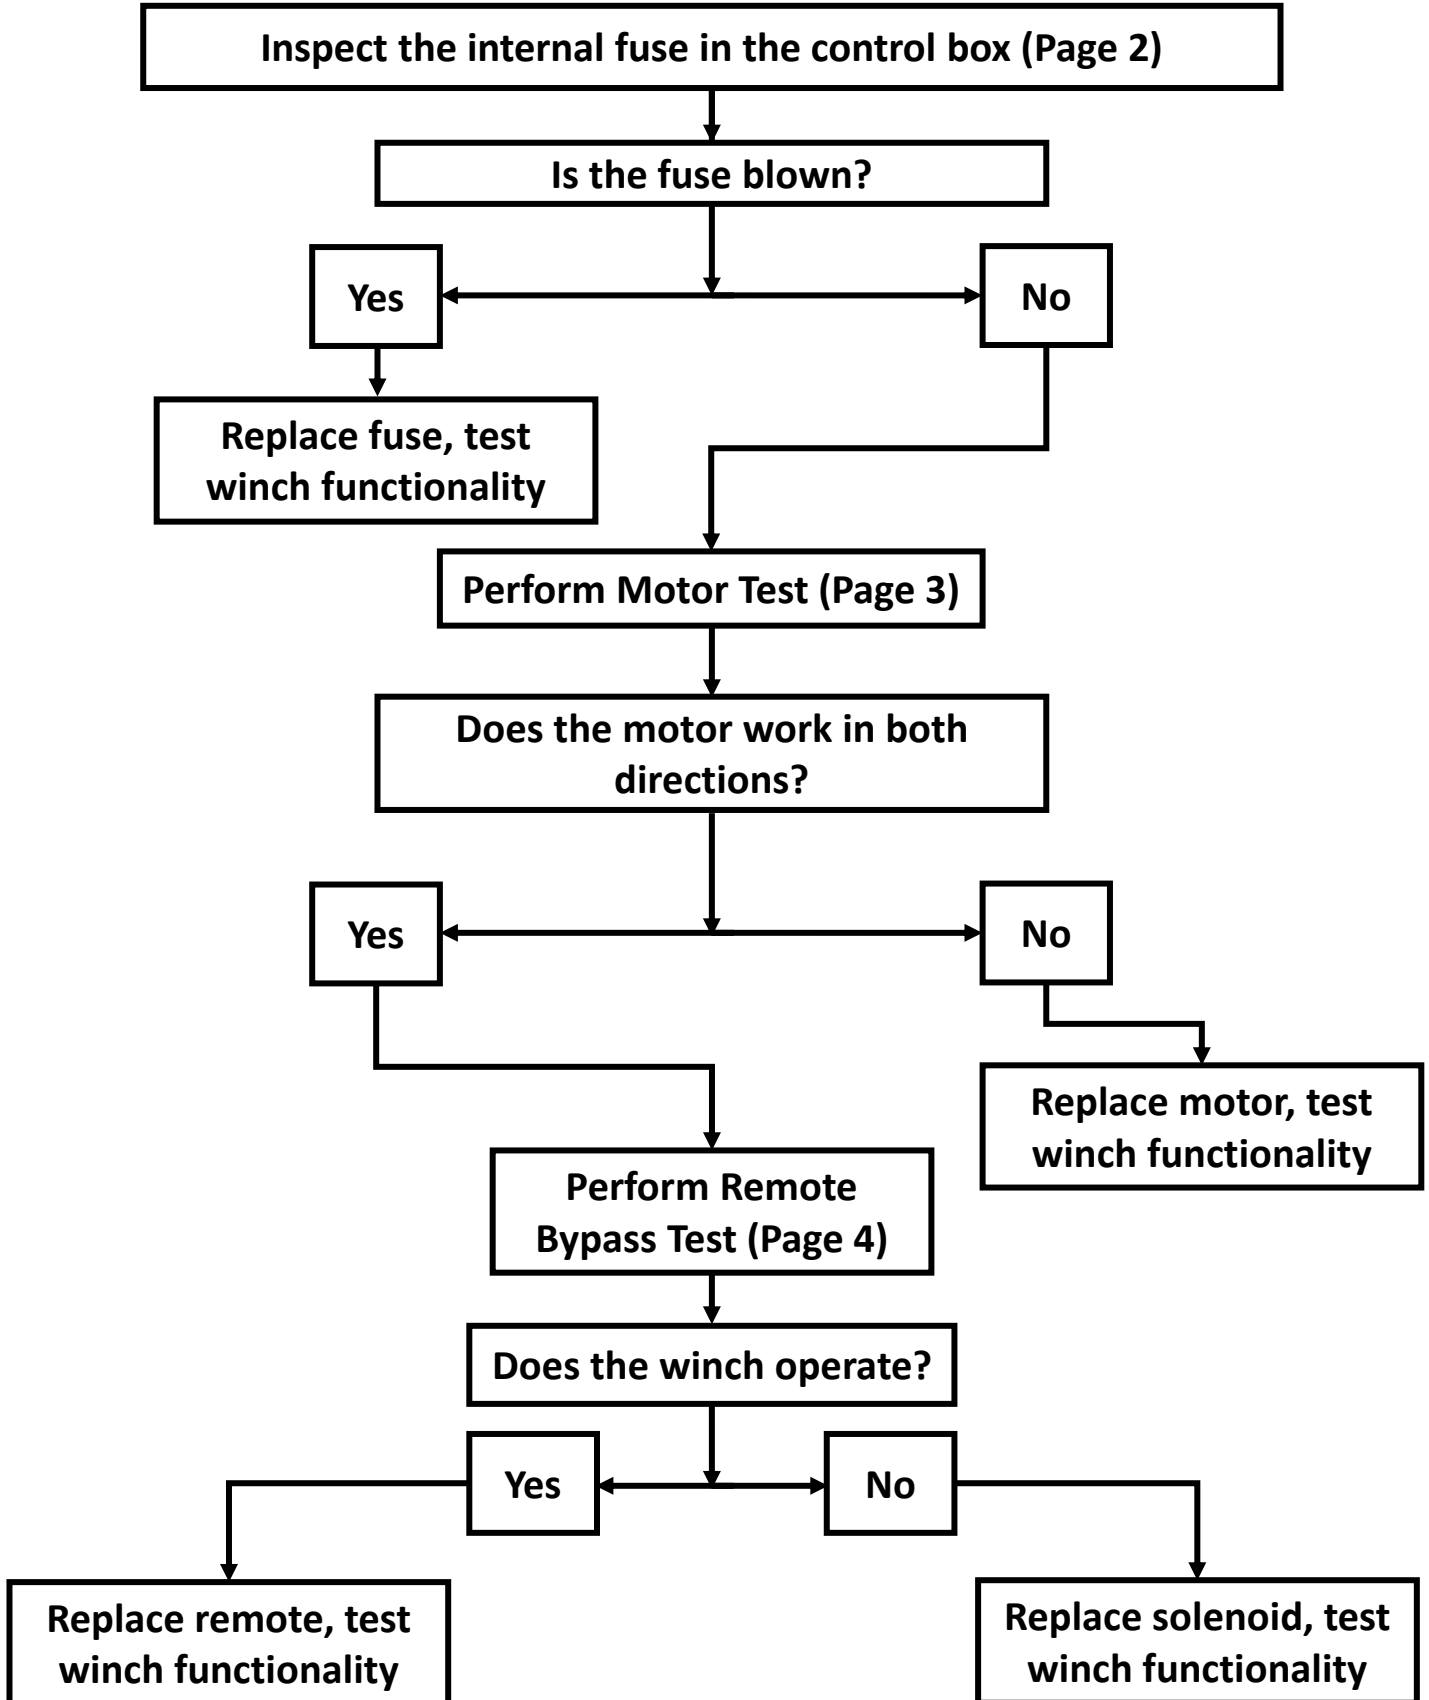 Inspect the internal fuse in the control box (Page 2)
Is the fuse blown?
Yes
No
Replace fuse, test
winch functionality
Perform Motor Test (Page 3)
Does the motor work in both
directions?
Yes
No
Replace motor, test
winch functionality
Perform Remote
Bypass Test (Page 4)
Does the winch operate?
Yes
No
Replace remote, test
winch functionality
Replace solenoid, test
winch functionality